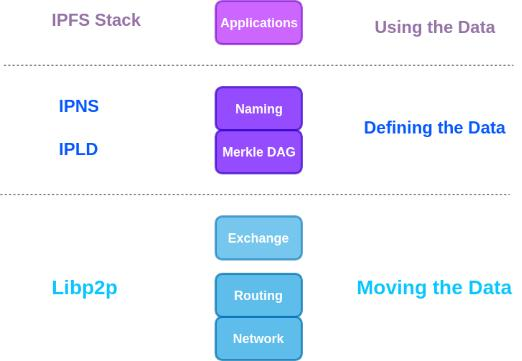 IPFS Stack
Applications
Using the Data
IPNS
Naming
Defining the Data
IPLD
Merkle DAG
Exchange
Libp2p
Routing
Moving the Data
Network